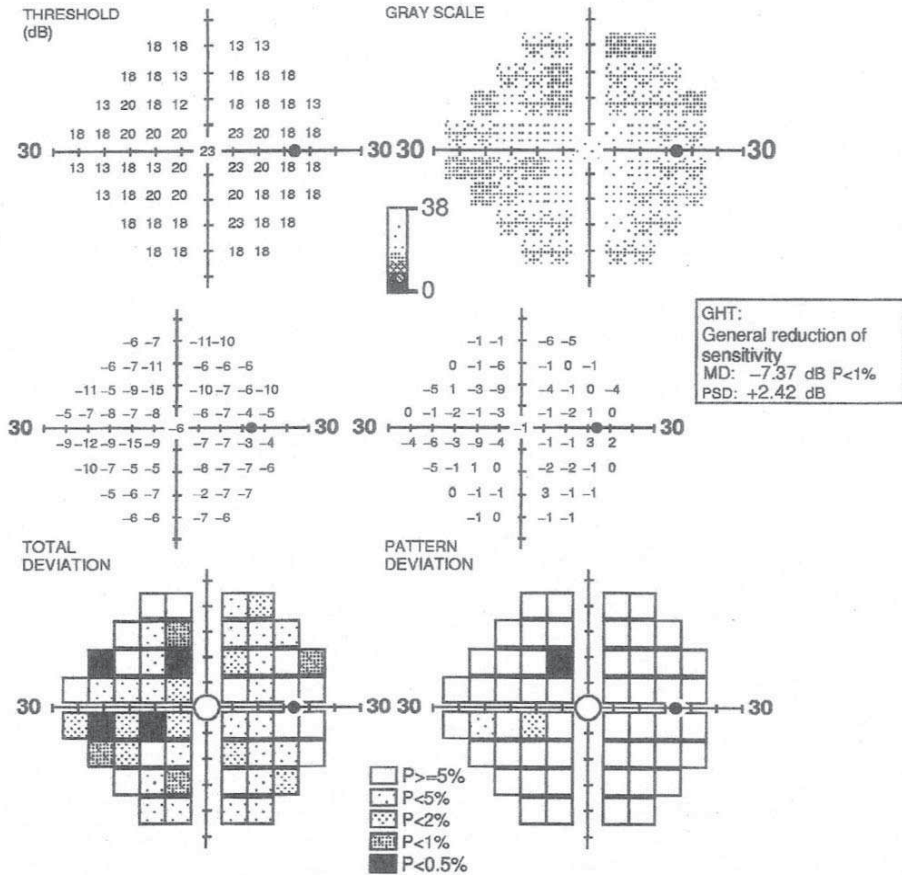 THRESHOLD
(dB)
18 18 13 13
18 18 13 18 18 18
13 20 18 12 18 18 18 13
18 18 20 20 20 23 20 18 18
30 23 30
13 13 18 13 20 23 20 18 18
13 18 20 20 20 18 18 18
18 18 18 23 18 18
18 18 18 18
GRAY SCALE
30 30
38
0
GHT:
General reduction of
sensitivity
MD: -7.37 dB P<1%
PSD: +2.42 dB
-6 -7 -11 -10
-6 -7 -11 -6 -6 -6
-11 -5 -9 -15 -10 -7 -6 -10
-5 -7 -8 -7 -8 -6 -7 -4 -5
30 -6 30
-9 -12 -9 -15 -9 -7 -7 -3 -4
-10 -7 -5 -5 -8 -7 -7 -6
-5 -6 -7 -2 -7 -7
-6 -6 -7 -6
TOTAL
DEVIATION
-1 -1 -6 -5
0 -1 -6 -1 0 -1
-5 1 -3 -9 -4 -1 0 -4
0 -1 -2 -1 -3 -1 -2 1 0
30 -1 30
-4 -6 -3 -9 -4 -1 -1 3 2
-5 -1 1 0 -2 -2 -1 0
0 -1 -1 3 -1 -1
-1 0 -1 -1
PATTERN
DEVIATION
30 30
30 30
P>=5%
P<5%
P<2%
P<1%
P<0.5%